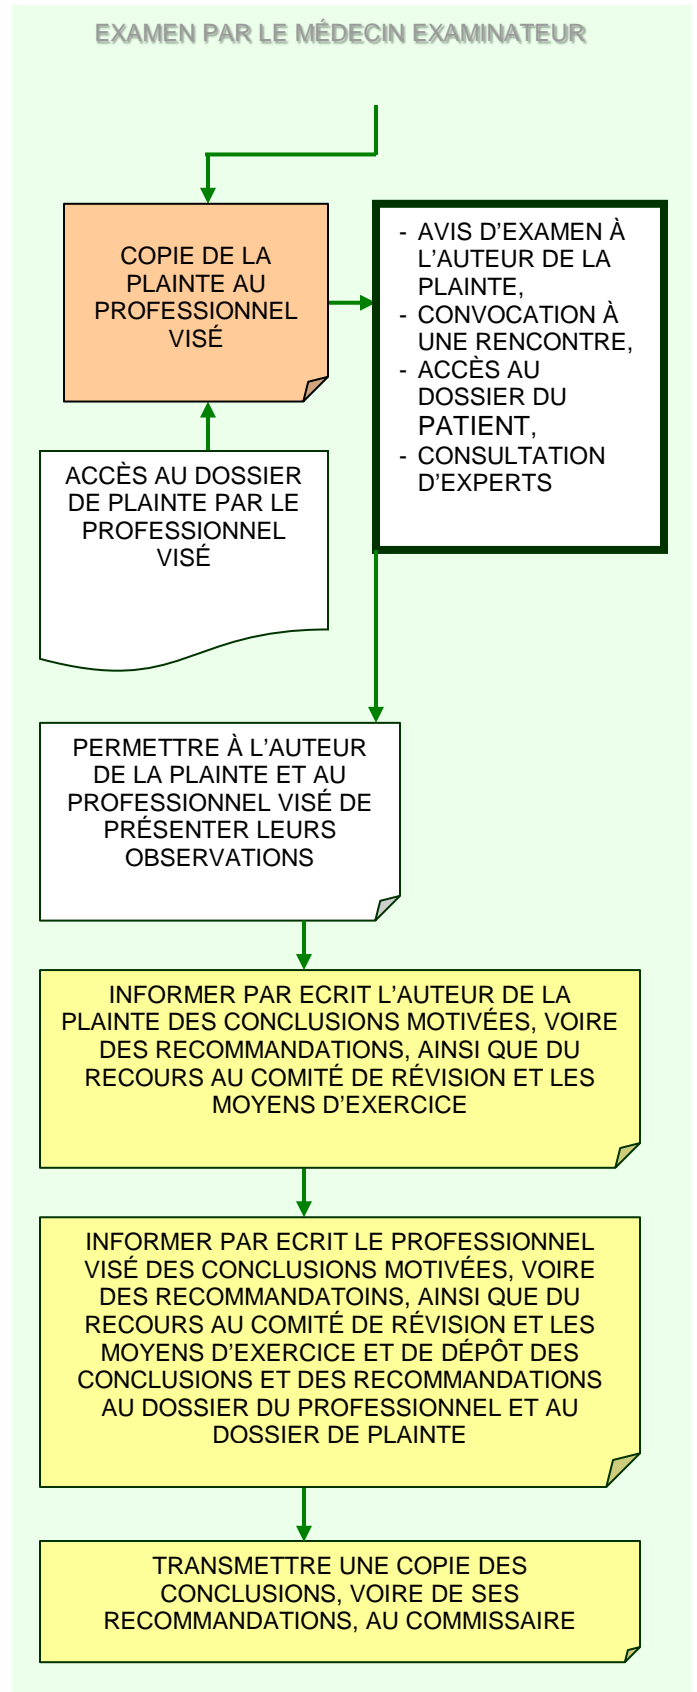 EXAMEN PAR LE MÉDECIN EXAMINATEUR
COPIE DE LA
PLAINTE AU
PROFESSIONNEL
VISÉ
- AVIS D'EXAMEN À
L'AUTEUR DE LA
PLAINTE,
- CONVOCATION À
UNE RENCONTRE,
- ACCÈS AU
DOSSIER DU
PATIENT,
- CONSULTATION
D'EXPERTS
ACCÈS AU DOSSIER
DE PLAINTE PAR LE
PROFESSIONNEL
VISÉ
PERMETTRE À L'AUTEUR
DE LA PLAINTE ET AU
PROFESSIONNEL VISÉ DE
PRÉSENTER LEURS
OBSERVATIONS
INFORMER PAR ECRIT L'AUTEUR DE LA
PLAINTE DES CONCLUSIONS MOTIVÉES, VOIRE
DES RECOMMANDATIONS, AINSI QUE DU
RECOURS AU COMITÉ DE RÉVISION ET LES
MOYENS D'EXERCICE
INFORMER PAR ECRIT LE PROFESSIONNEL
VISÉ DES CONCLUSIONS MOTIVÉES, VOIRE
DES RECOMMANDATOINS, AINSI QUE DU
RECOURS AU COMITÉ DE RÉVISION ET LES
MOYENS D'EXERCICE ET DE DÉPÔT DES
CONCLUSIONS ET DES RECOMMANDATIONS
AU DOSSIER DU PROFESSIONNEL ET AU
DOSSIER DE PLAINTE
TRANSMETTRE UNE COPIE DES
CONCLUSIONS, VOIRE DE SES
RECOMMANDATIONS, AU COMMISSAIRE